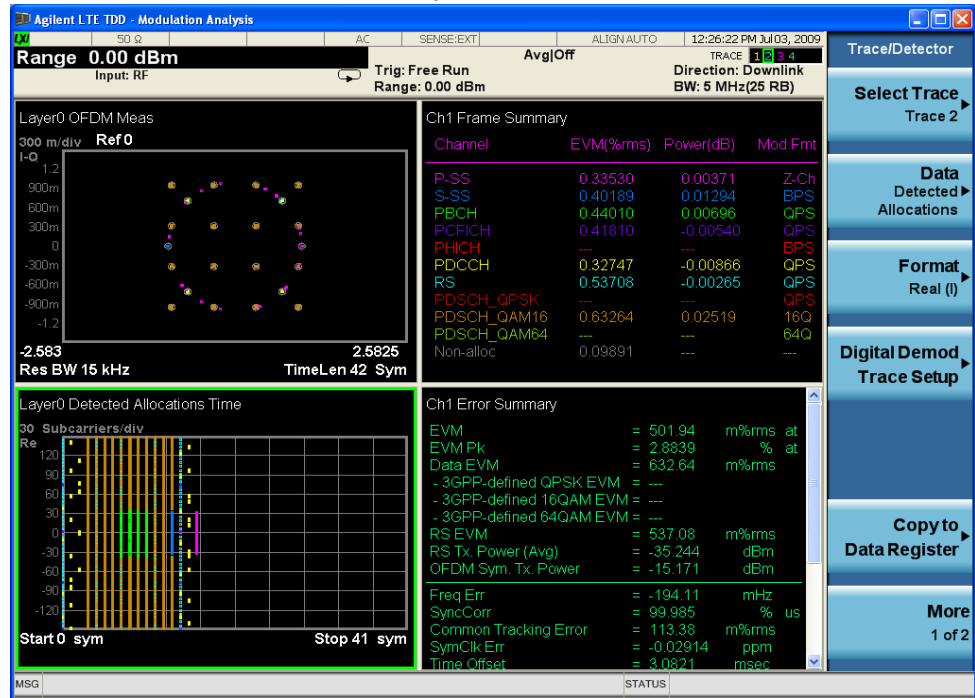 Agilent LTE TDD - Modulation Analysis
LXI 50 Ω AC SENSE:EXT ALIGN AUTO 12:26:22 PM Jul 03, 2009
Range 0.00 dBm
Input: RF
Trig: Free Run
Range: 0.00 dBm
Avg|Off
TRACE 1 2 3 4
Direction: Downlink
BW: 5 MHz(25 RB)
Layer0 OFDM Meas
300 m/div Ref 0
I-Q
1.2
900m
600m
300m
0
-300m
-600m
-900m
-1.2
-2.583 2.5825
Res BW 15 kHz TimeLen 42 Sym
Ch1 Frame Summary
Channel EVM(%rms) Power(dB) Mod Fmt
P-SS 0.33530 0.00371 Z-Ch
S-SS 0.40189 0.01294 BPS
PBCH 0.44010 0.00696 QPS
PCFICH 0.41810 -0.00540 QPS
PHICH --- --- BPS
PDCCH 0.32747 -0.00866 QPS
RS 0.53708 -0.00265 QPS
PDSCH_QPSK --- --- QPS
PDSCH_QAM16 0.63264 0.02519 16Q
PDSCH_QAM64 --- --- 64Q
Non-alloc 0.09891 --- ---
Layer0 Detected Allocations Time
30 Subcarriers/div
Re
120
90
60
30
0
-30
-60
-90
-120
Start 0 sym Stop 41 sym
Ch1 Error Summary
EVM = 501.94 m%rms at
EVM Pk = 2.8839 % at
Data EVM = 632.64 m%rms
- 3GPP-defined QPSK EVM = ---
- 3GPP-defined 16QAM EVM = ---
- 3GPP-defined 64QAM EVM = ---
RS EVM = 537.08 m%rms
RS Tx. Power (Avg) = -35.244 dBm
OFDM Sym. Tx. Power = -15.171 dBm
Freq Err = -194.11 mHz
SyncCorr = 99.985 % us
Common Tracking Error = 113.38 m%rms
SymClk Err = -0.02914 ppm
Time Offset = 3.0821 msec
Trace/Detector
Select Trace
Trace 2
Data
Detected
Allocations
Format
Real (I)
Digital Demod
Trace Setup
Copy to
Data Register
More
1 of 2
MSG STATUS